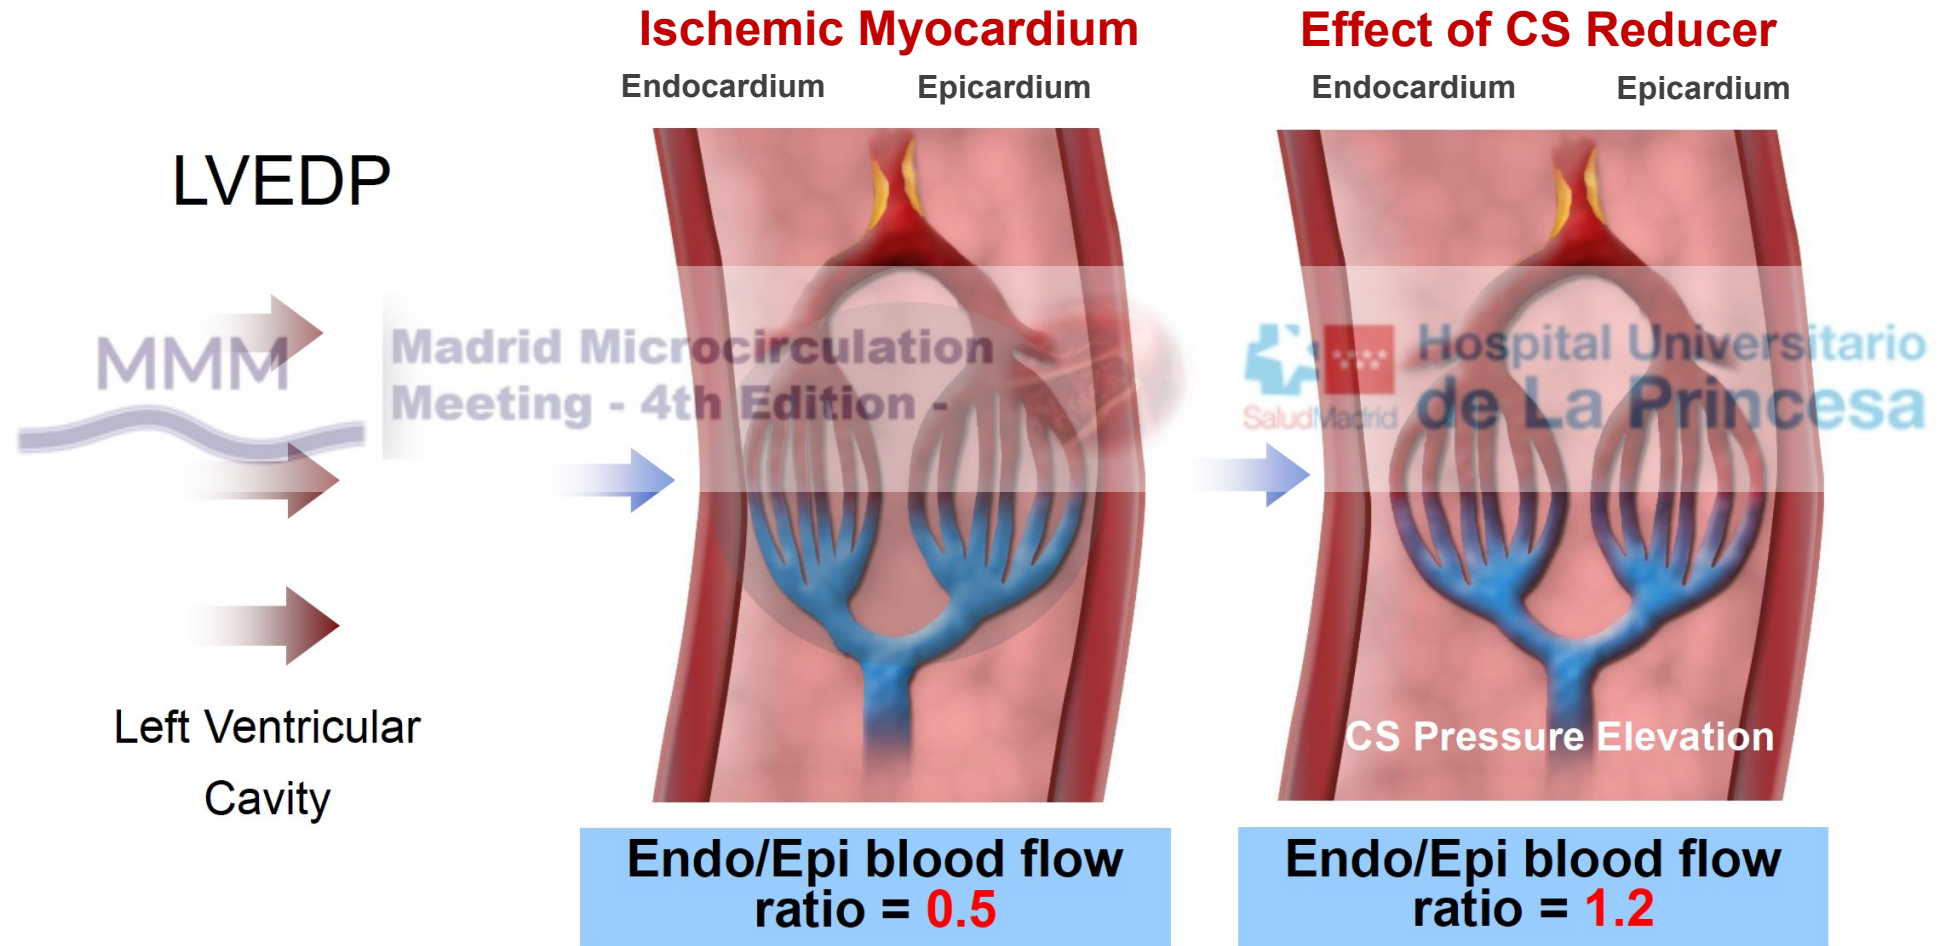 Ischemic Myocardium
Effect of CS Reducer
Endocardium
Epicardium
Endocardium
Epicardium
LVEDP
MMM
Madrid Microcirculation
Meeting - 4th Edition -
SaludMadrid
Hospital Universitario
de La Princesa
Left Ventricular
Cavity
CS Pressure Elevation
Endo/Epi blood flow
ratio = 0.5
Endo/Epi blood flow
ratio = 1.2